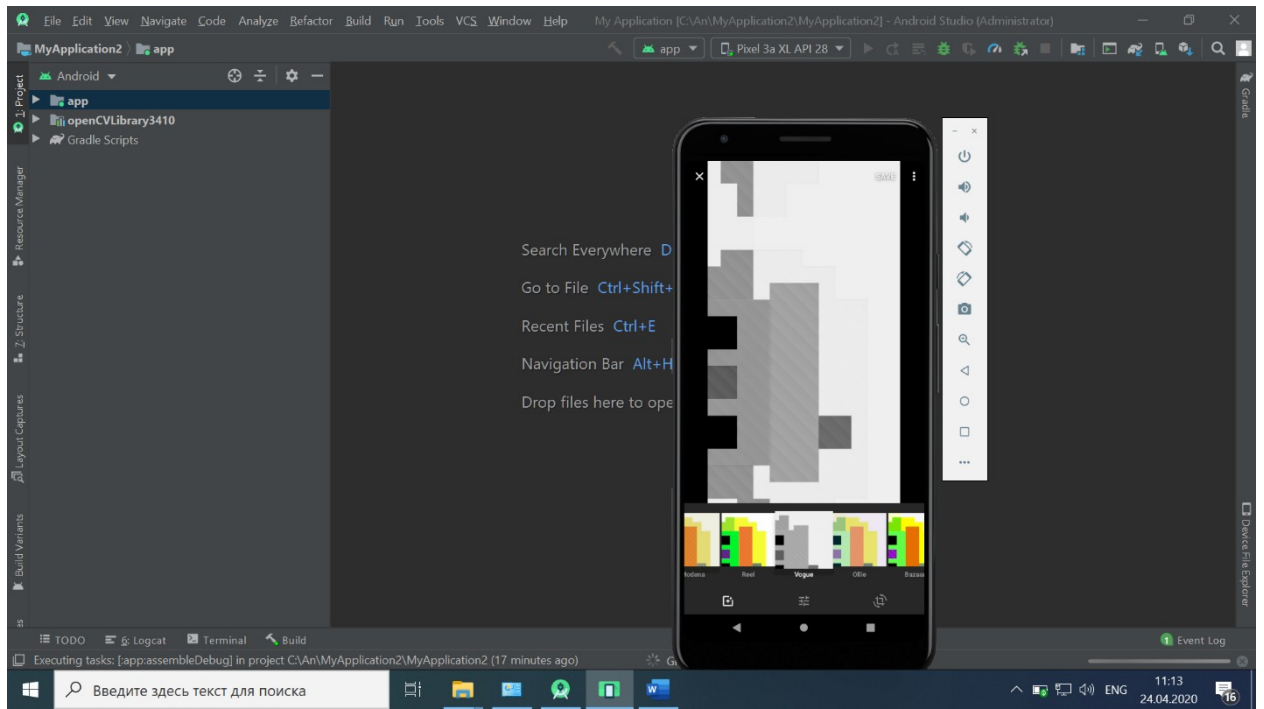 File Edit View Navigate Code Analyze Refactor Build Run Tools VCS Window Help My Application [C:\An\MyApplication2\MyApplication2] - Android Studio (Administrator)
MyApplication2 app
app Pixel 3a XL API 28
Android
app
openCVLibrary3410
Gradle Scripts
1: Project
Resource Manager
Z: Structure
Layout Captures
Build Variants
Gradle
Device File Explorer
Search Everywhere D
Go to File Ctrl+Shift+
Recent Files Ctrl+E
Navigation Bar Alt+H
Drop files here to ope
SAVE
Modena Reel Vogue Ollie Bazaar
TODO 6: Logcat Terminal Build
1 Event Log
Executing tasks: [:app:assembleDebug] in project C:\An\MyApplication2\MyApplication2 (17 minutes ago)
Введите здесь текст для поиска
W
ENG
11:13
24.04.2020
16